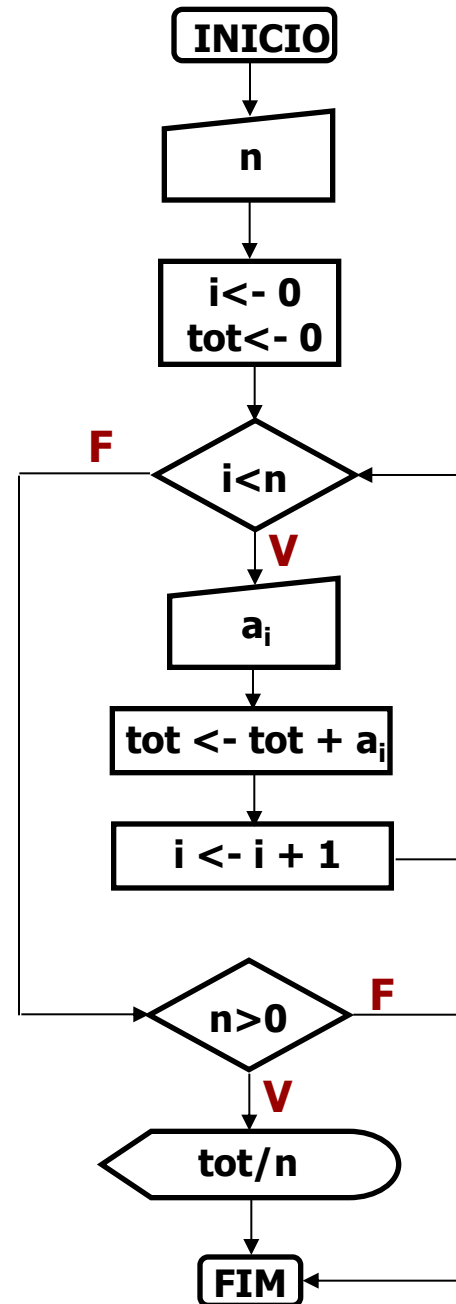 INICIO
n
i<- 0
tot<- 0
F
i<n
V
aᵢ
tot <- tot + aᵢ
i <- i + 1
n>0
F
V
tot/n
FIM